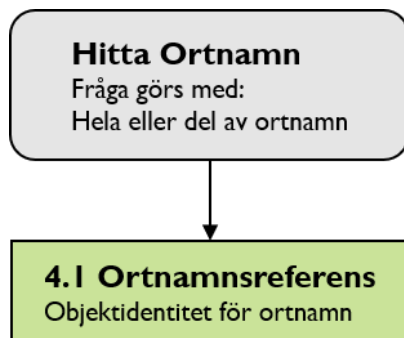 Hitta Ortnamn
Fråga görs med:
Hela eller del av ortnamn
4.1 Ortnamnsreferens
Objektidentitet för ortnamn